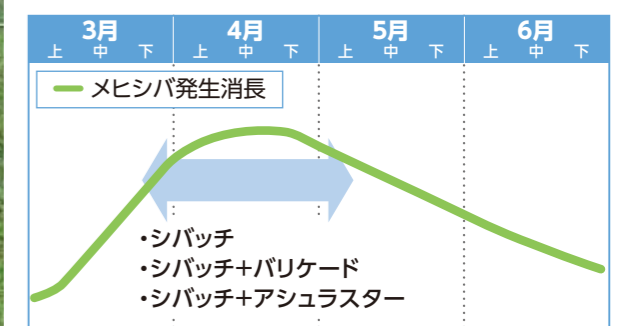 3月 4月 5月 6月
上 中 下 上 中 下 上 中 下 上 中 下
メヒシバ発生消長
・シバッチ
・シバッチ+バリケード
・シバッチ+アシュラスター